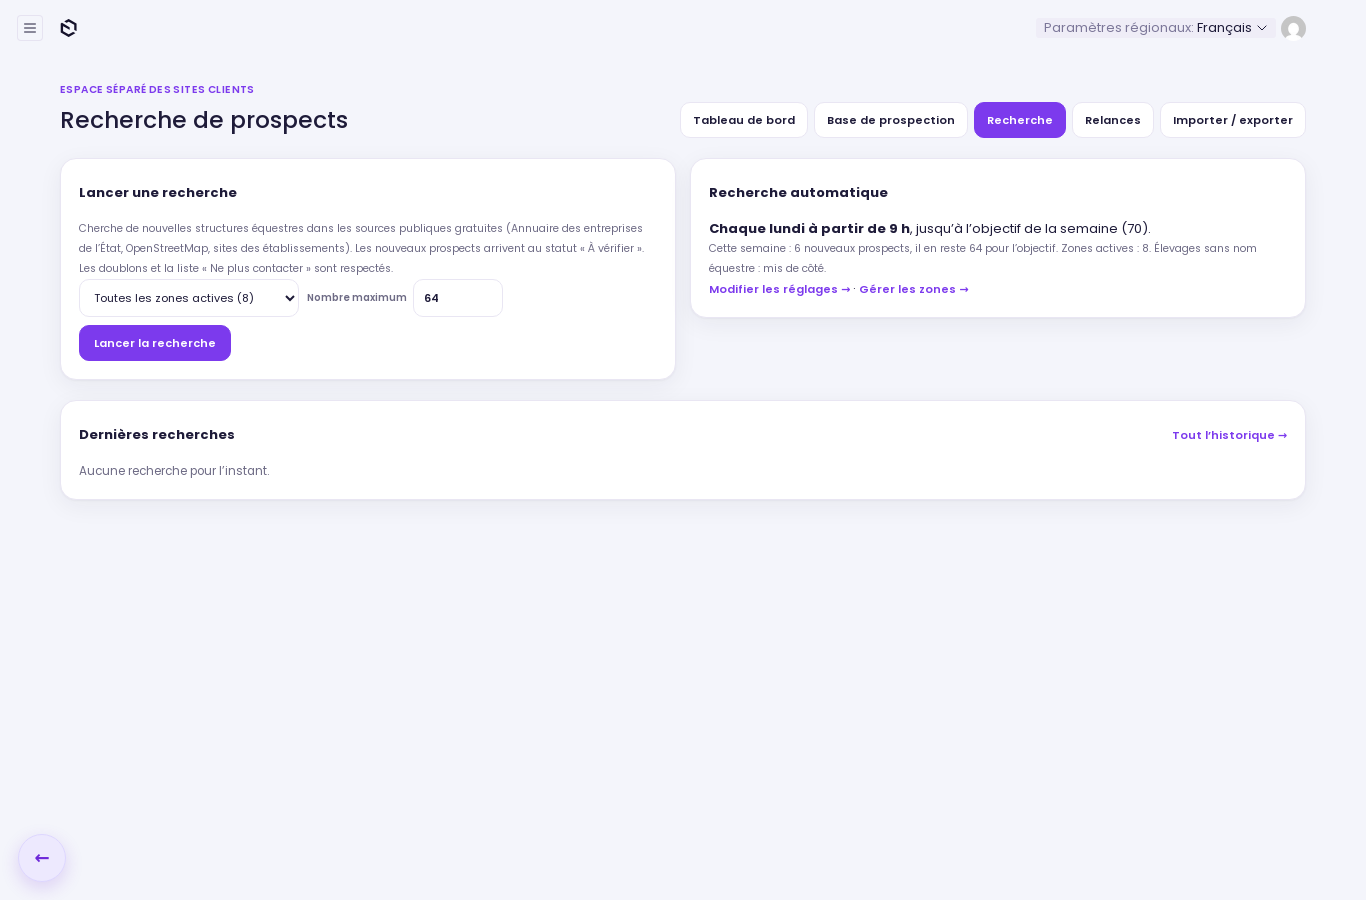 Paramètres régionaux: Français
ESPACE SÉPARÉ DES SITES CLIENTS
Recherche de prospects
Tableau de bord
Base de prospection
Recherche
Relances
Importer / exporter
Lancer une recherche
Cherche de nouvelles structures équestres dans les sources publiques gratuites (Annuaire des entreprises
de l’État, OpenStreetMap, sites des établissements). Les nouveaux prospects arrivent au statut « À vérifier ».
Les doublons et la liste « Ne plus contacter » sont respectés.
Toutes les zones actives (8)
Nombre maximum
64
Lancer la recherche
Recherche automatique
Chaque lundi à partir de 9 h, jusqu’à l’objectif de la semaine (70).
Cette semaine : 6 nouveaux prospects, il en reste 64 pour l’objectif. Zones actives : 8. Élevages sans nom
équestre : mis de côté.
Modifier les réglages → · Gérer les zones →
Dernières recherches
Tout l’historique →
Aucune recherche pour l’instant.
←